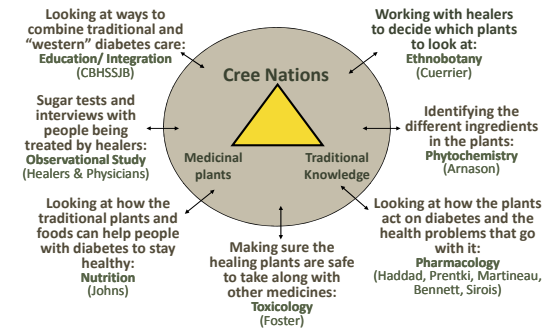 Looking at ways to
combine traditional and
“western” diabetes care:
Education/ Integration
(CBHSSJB)
Working with healers
to decide which plants
to look at:
Ethnobotany
(Cuerrier)
Cree Nations
Medicinal
plants
Traditional
Knowledge
Sugar tests and
interviews with
people being
treated by healers:
Observational Study
(Healers & Physicians)
Identifying the
different ingredients
in the plants:
Phytochemistry
(Arnason)
Looking at how the
traditional plants and
foods can help people
with diabetes to stay
healthy:
Nutrition
(Johns)
Making sure the
healing plants are safe
to take along with
other medicines:
Toxicology
(Foster)
Looking at how the plants
act on diabetes and the
health problems that go
with it:
Pharmacology
(Haddad, Prentki, Martineau,
Bennett, Sirois)